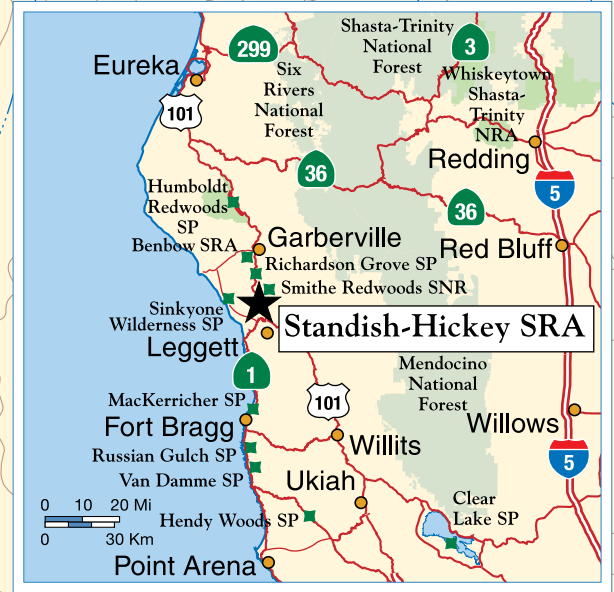 299
Shasta-Trinity
National
Forest
3
Eureka
Six
Rivers
National
Forest
Whiskeytown
Shasta-
Trinity
NRA
101
Redding
36
5
Humboldt
Redwoods
SP
36
Benbow SRA
Garberville
Red Bluff
Richardson Grove SP
Smithe Redwoods SNR
Sinkyone
Wilderness SP
Standish-Hickey SRA
Leggett
1
Mendocino
National
Forest
MacKerricher SP
101
Fort Bragg
Willows
Willits
Russian Gulch SP
5
Van Damme SP
Ukiah
Clear
Lake SP
0 10 20 Mi
0 30 Km
Hendy Woods SP
Point Arena